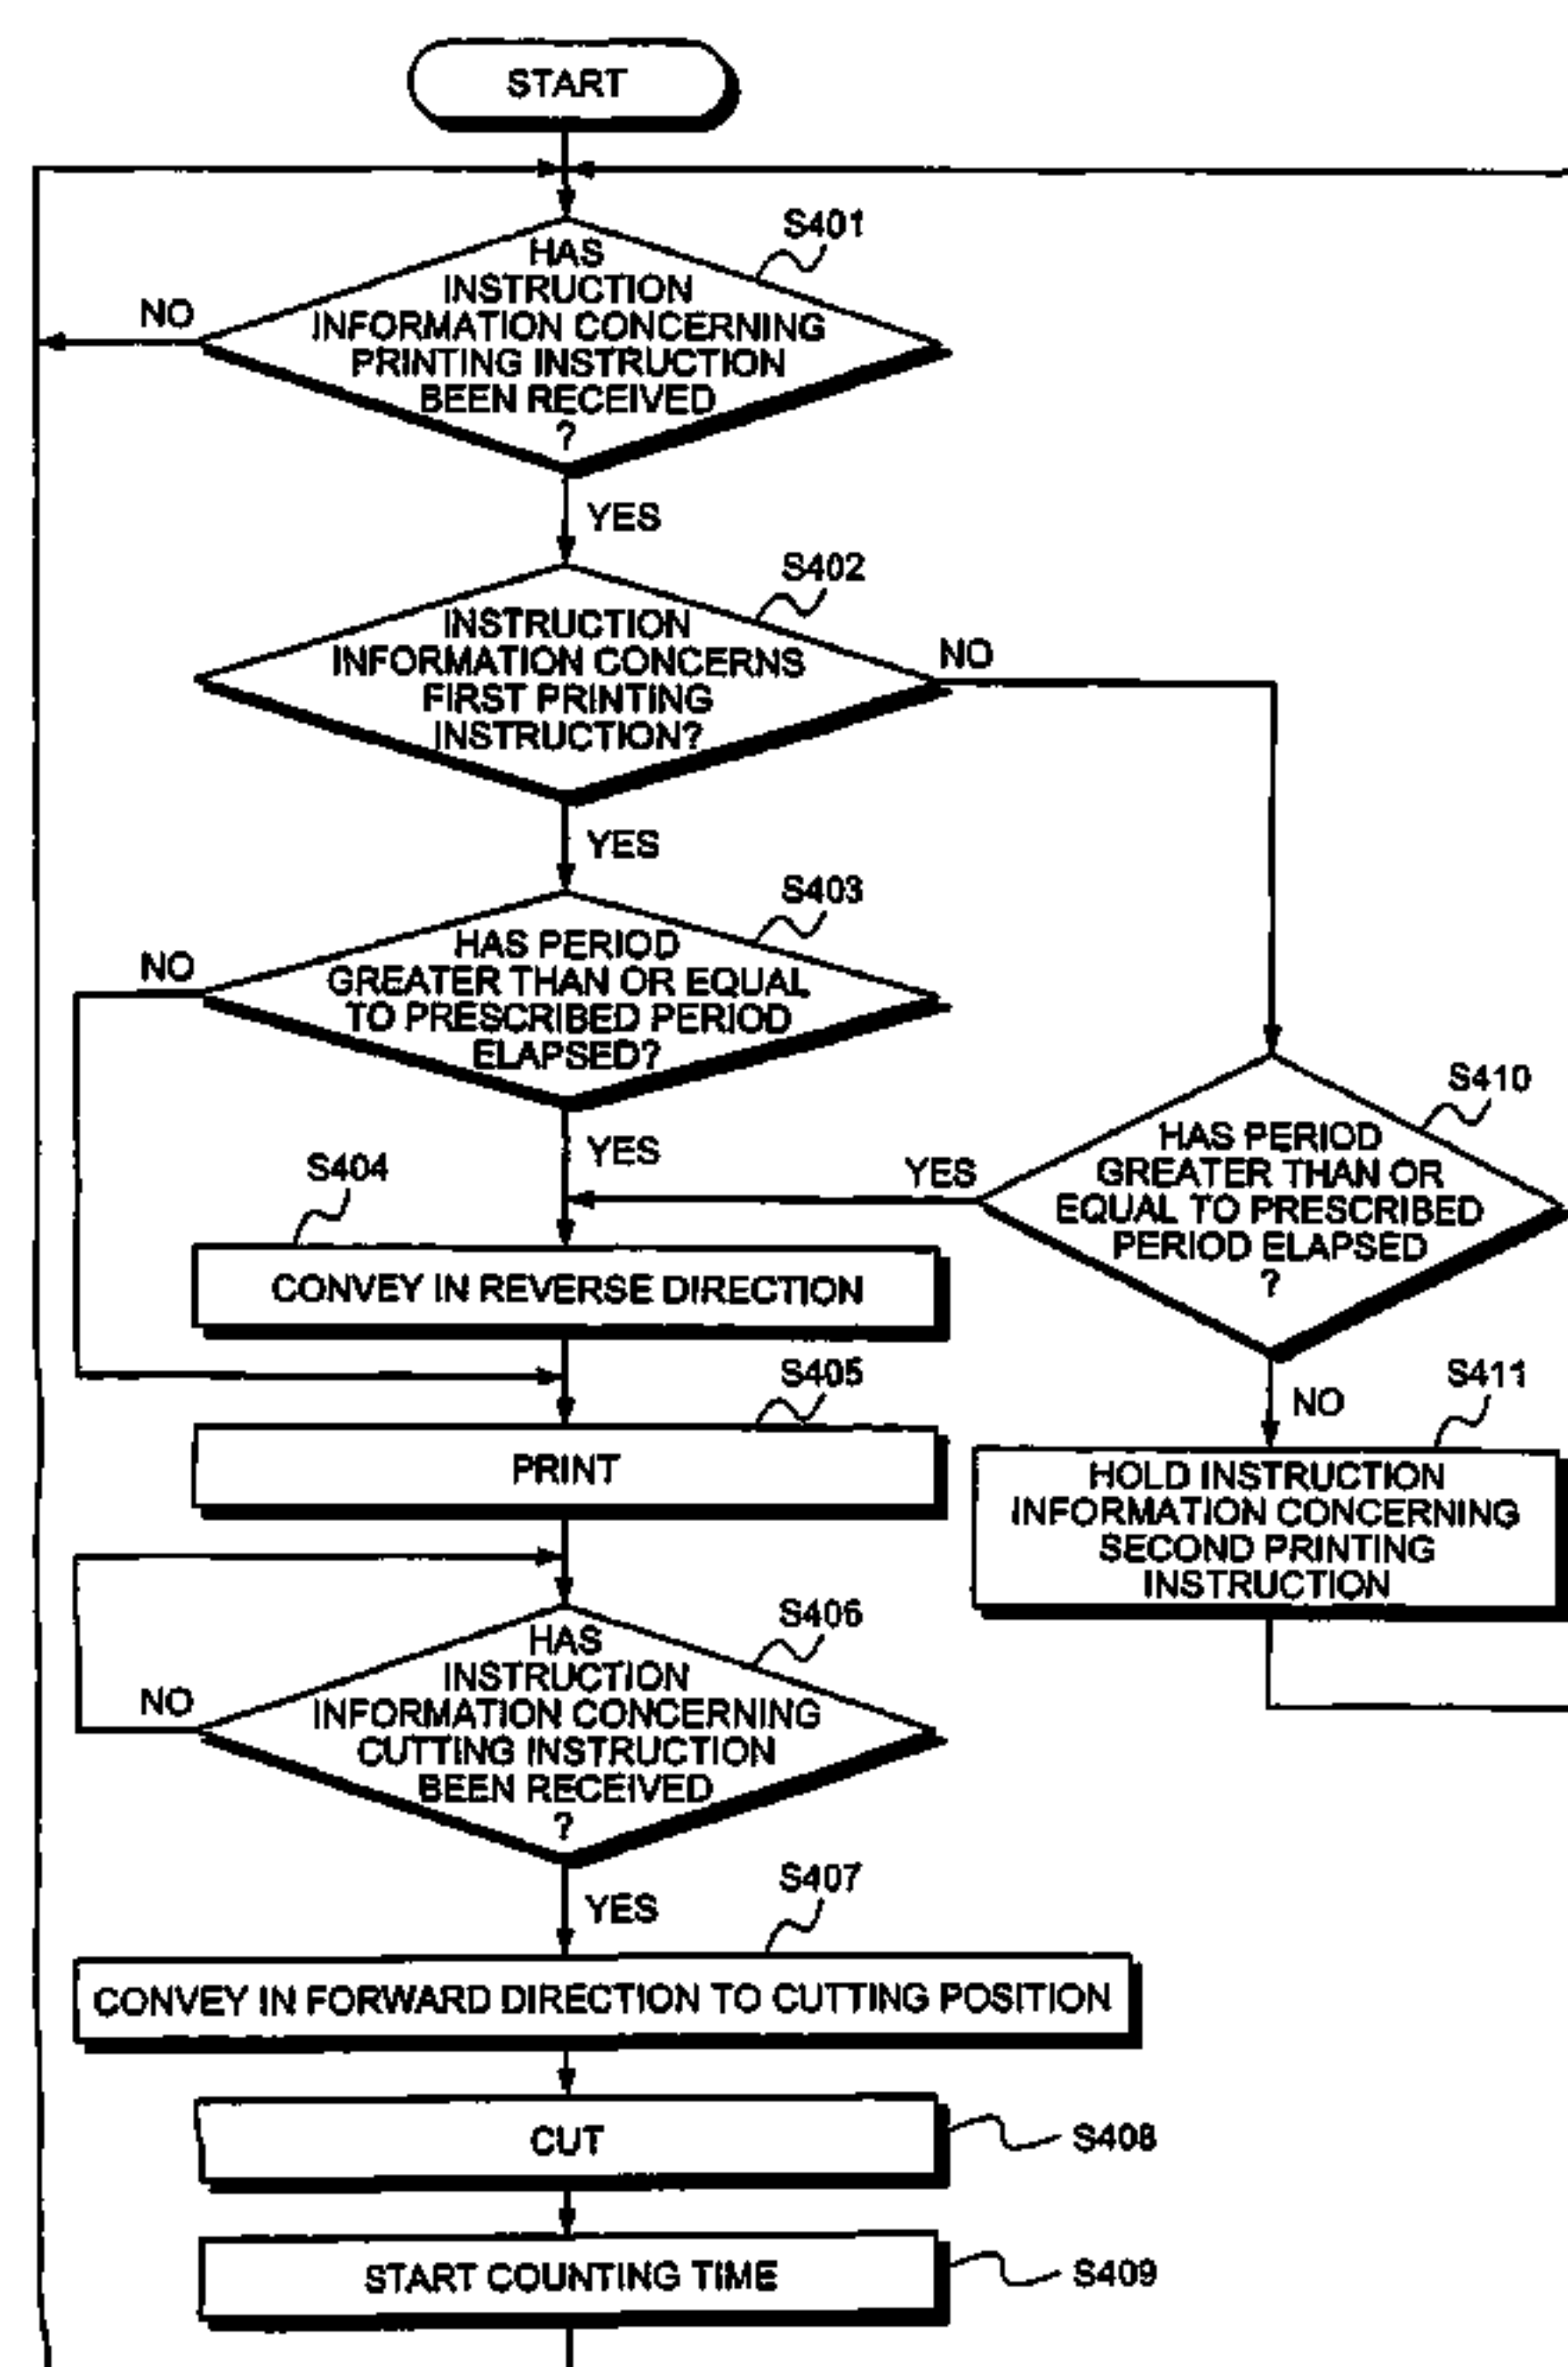 START
S401
HAS
INSTRUCTION
INFORMATION CONCERNING
PRINTING INSTRUCTION
BEEN RECEIVED
?
NO
YES
S402
INSTRUCTION
INFORMATION CONCERNS
FIRST PRINTING
INSTRUCTION?
NO
YES
S403
HAS PERIOD
GREATER THAN OR EQUAL
TO PRESCRIBED PERIOD
ELAPSED?
NO
YES
S410
HAS PERIOD
GREATER THAN OR
EQUAL TO PRESCRIBED
PERIOD ELAPSED
?
YES
NO
S404
CONVEY IN REVERSE DIRECTION
S405
PRINT
S411
HOLD INSTRUCTION
INFORMATION CONCERNING
SECOND PRINTING
INSTRUCTION
S406
HAS
INSTRUCTION
INFORMATION CONCERNING
CUTTING INSTRUCTION
BEEN RECEIVED
?
NO
YES
S407
CONVEY IN FORWARD DIRECTION TO CUTTING POSITION
CUT
S408
START COUNTING TIME
S409